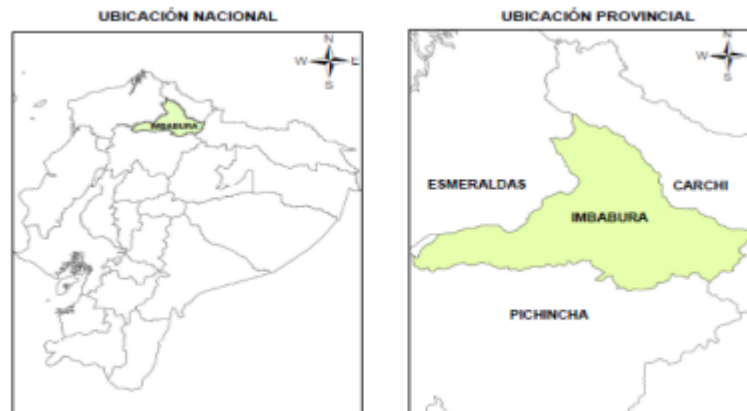 UBICACIÓN NACIONAL
N
W E
S
IMBABURA
UBICACIÓN PROVINCIAL
N
W E
S
ESMERALDAS
CARCHI
IMBABURA
PICHINCHA